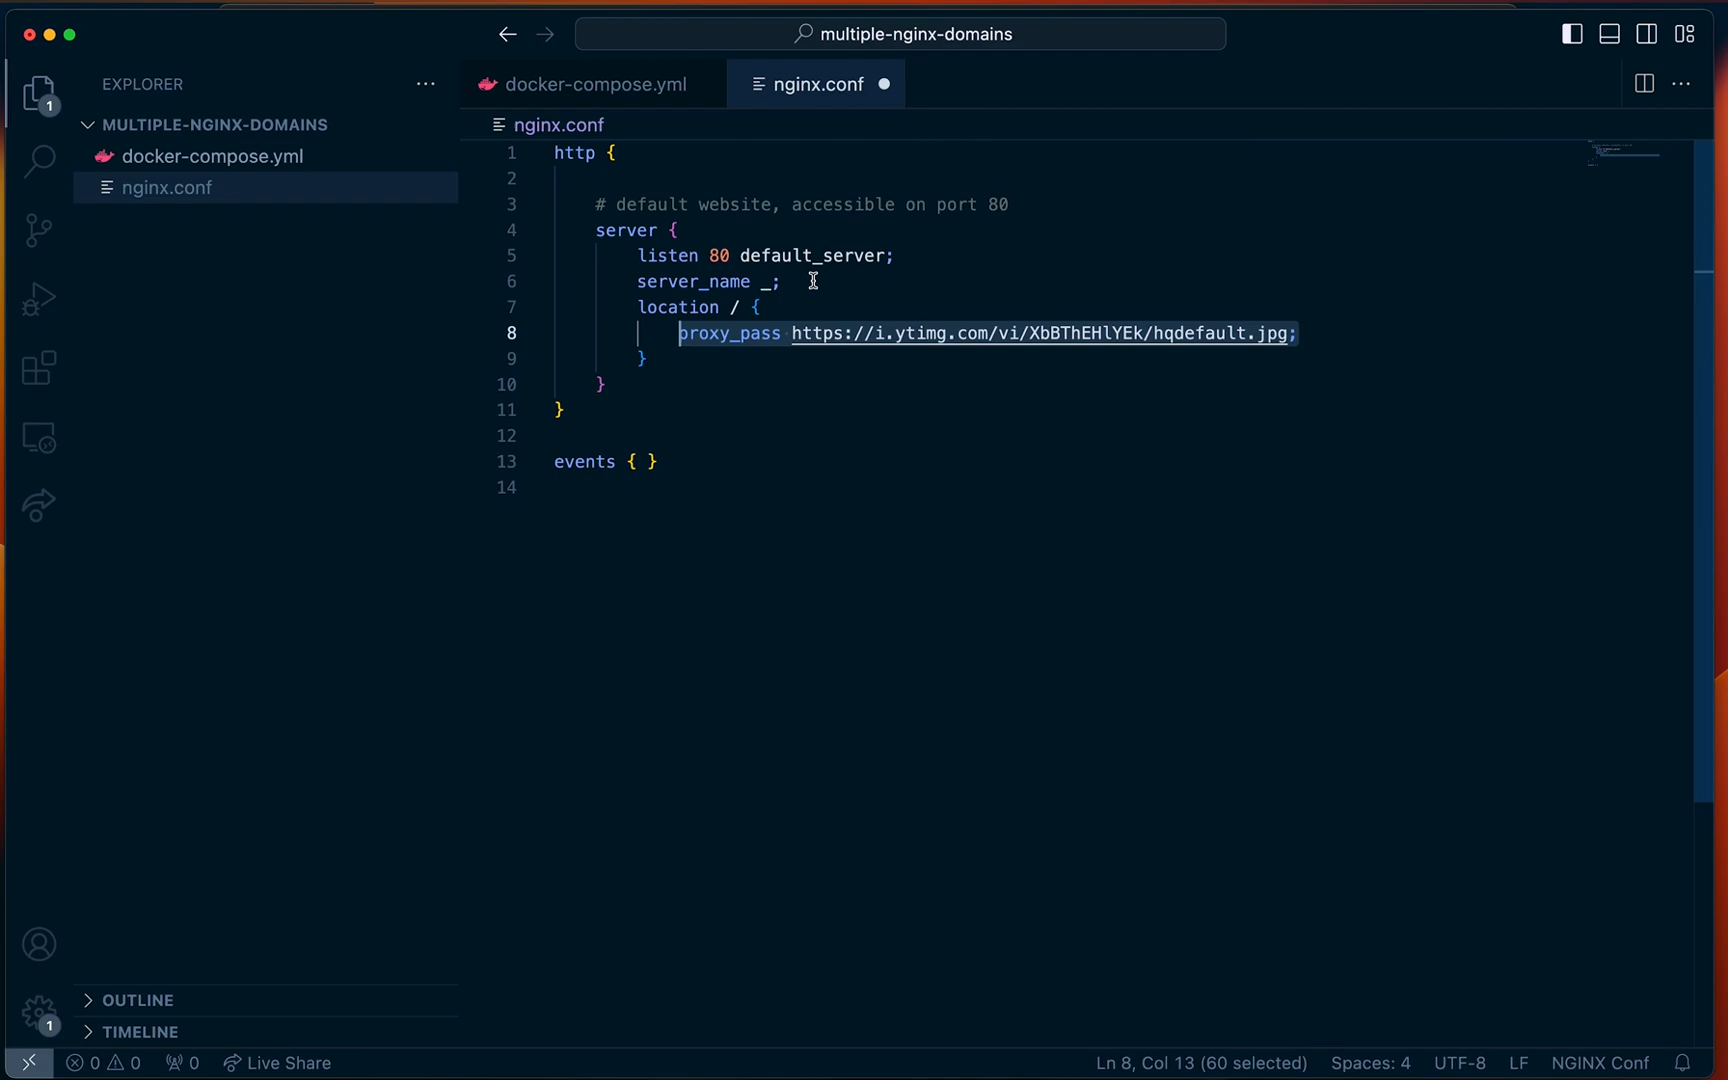 multiple-nginx-domains
EXPLORER
docker-compose.yml
nginx.conf
1
MULTIPLE-NGINX-DOMAINS
docker-compose.yml
nginx.conf
nginx.conf
1 http {
2
3 # default website, accessible on port 80
4 server {
5 listen 80 default_server;
6 server_name _;
7 location / {
8 proxy_pass https://i.ytimg.com/vi/XbBThEHlYEk/hqdefault.jpg;
9 }
10 }
11 }
12
13 events { }
14
OUTLINE
1
TIMELINE
0 0 0 Live Share Ln 8, Col 13 (60 selected) Spaces: 4 UTF-8 LF NGINX Conf